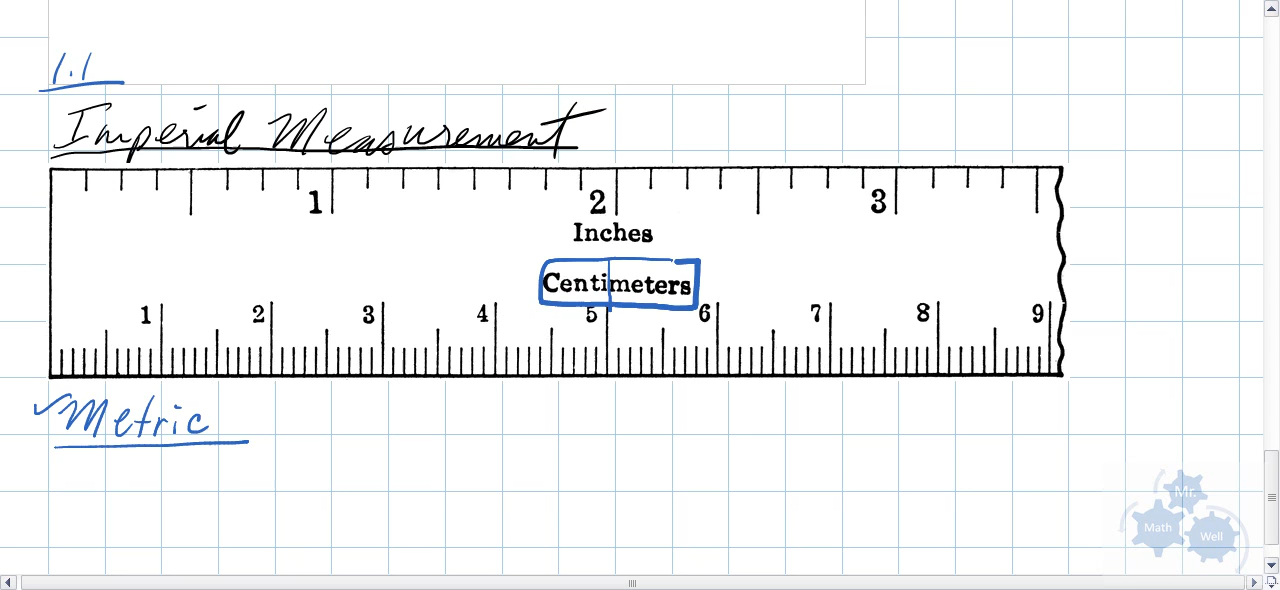 1.1
Imperial Measurement
1 2 3
Inches
Centimeters
1 2 3 4 5 6 7 8 9
Metric
Mr.
Math Well